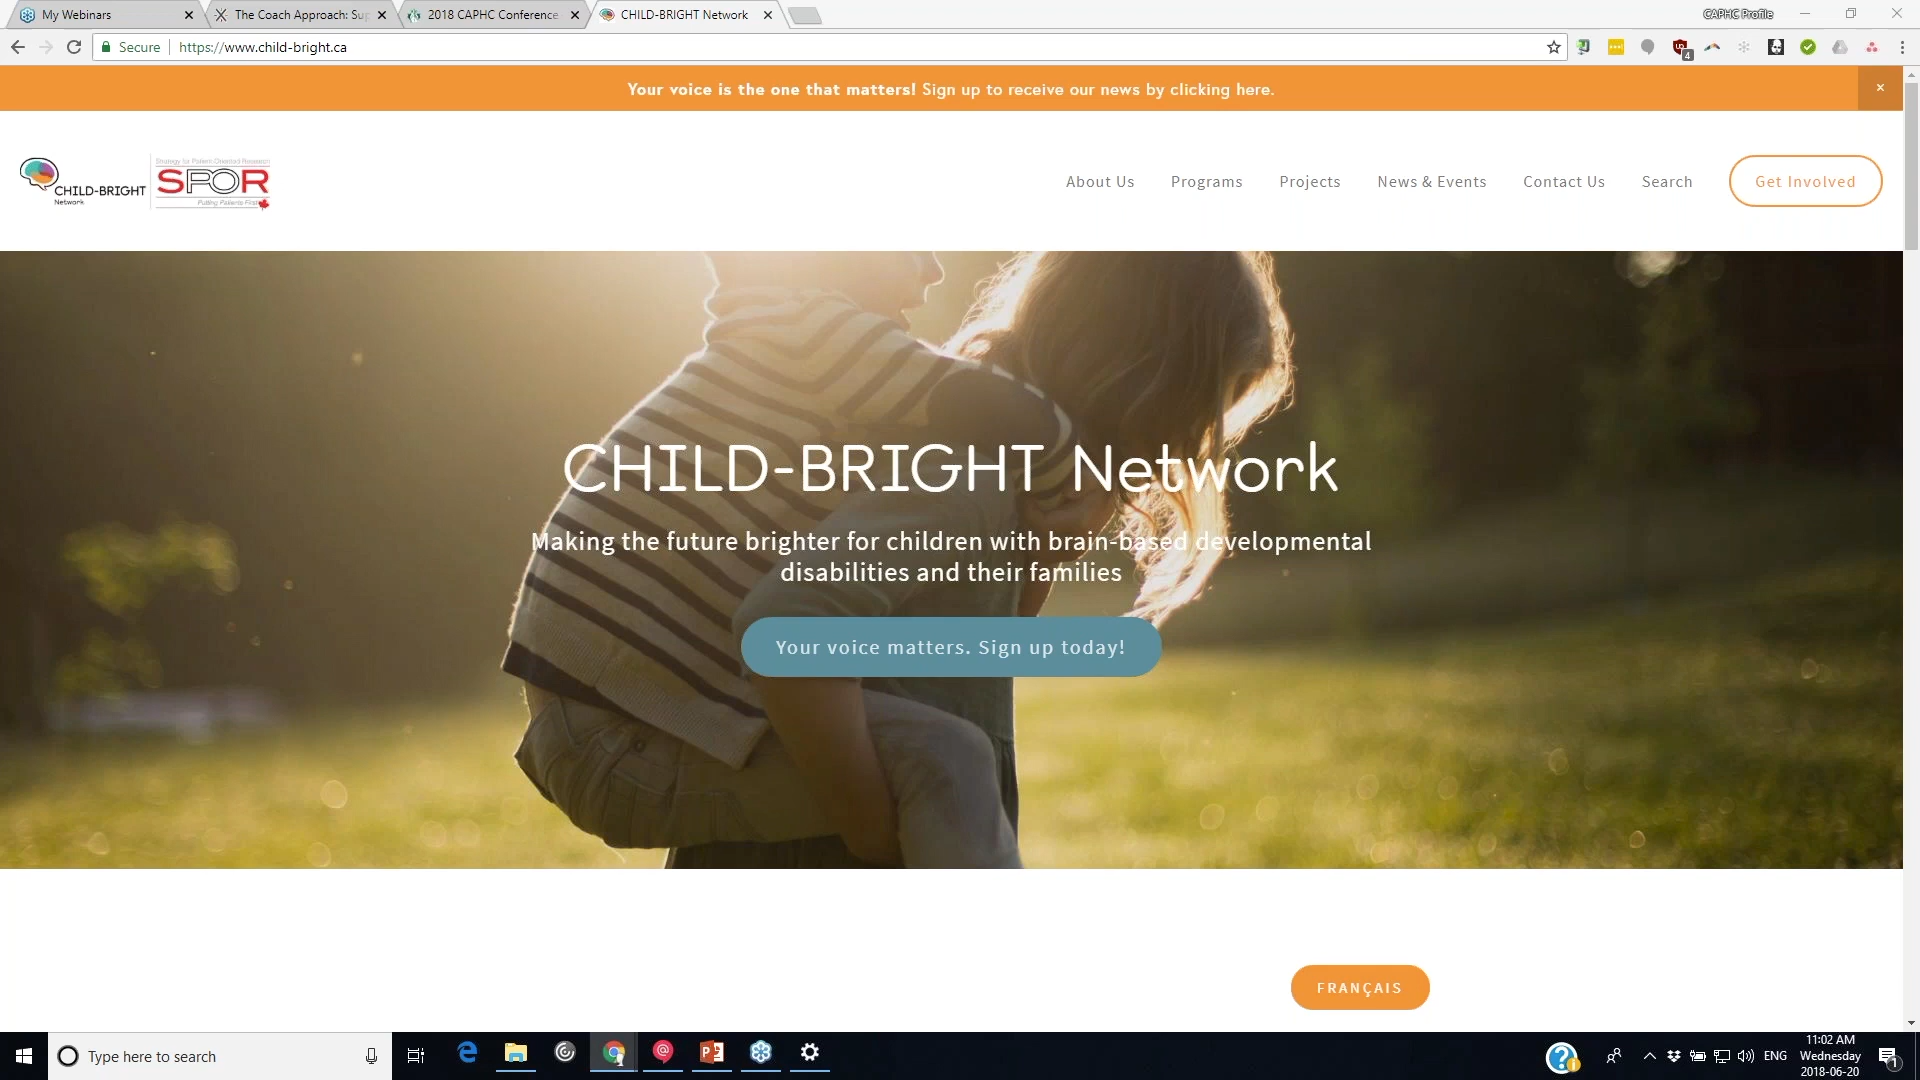 My Webinars
The Coach Approach: Sup
2018 CAPHC Conference
CHILD-BRIGHT Network
CAPHC Profile
Secure
https://www.child-bright.ca
4
Your voice is the one that matters! Sign up to receive our news by clicking here.
CHILD-BRIGHT
Network
Strategy for Patient-Oriented Research
SPOR
Putting Patients First
About Us
Programs
Projects
News & Events
Contact Us
Search
Get Involved
CHILD-BRIGHT Network
Making the future brighter for children with brain-based developmental
disabilities and their families
Your voice matters. Sign up today!
FRANÇAIS
Type here to search
ENG
11:02 AM
Wednesday
2018-06-20
1